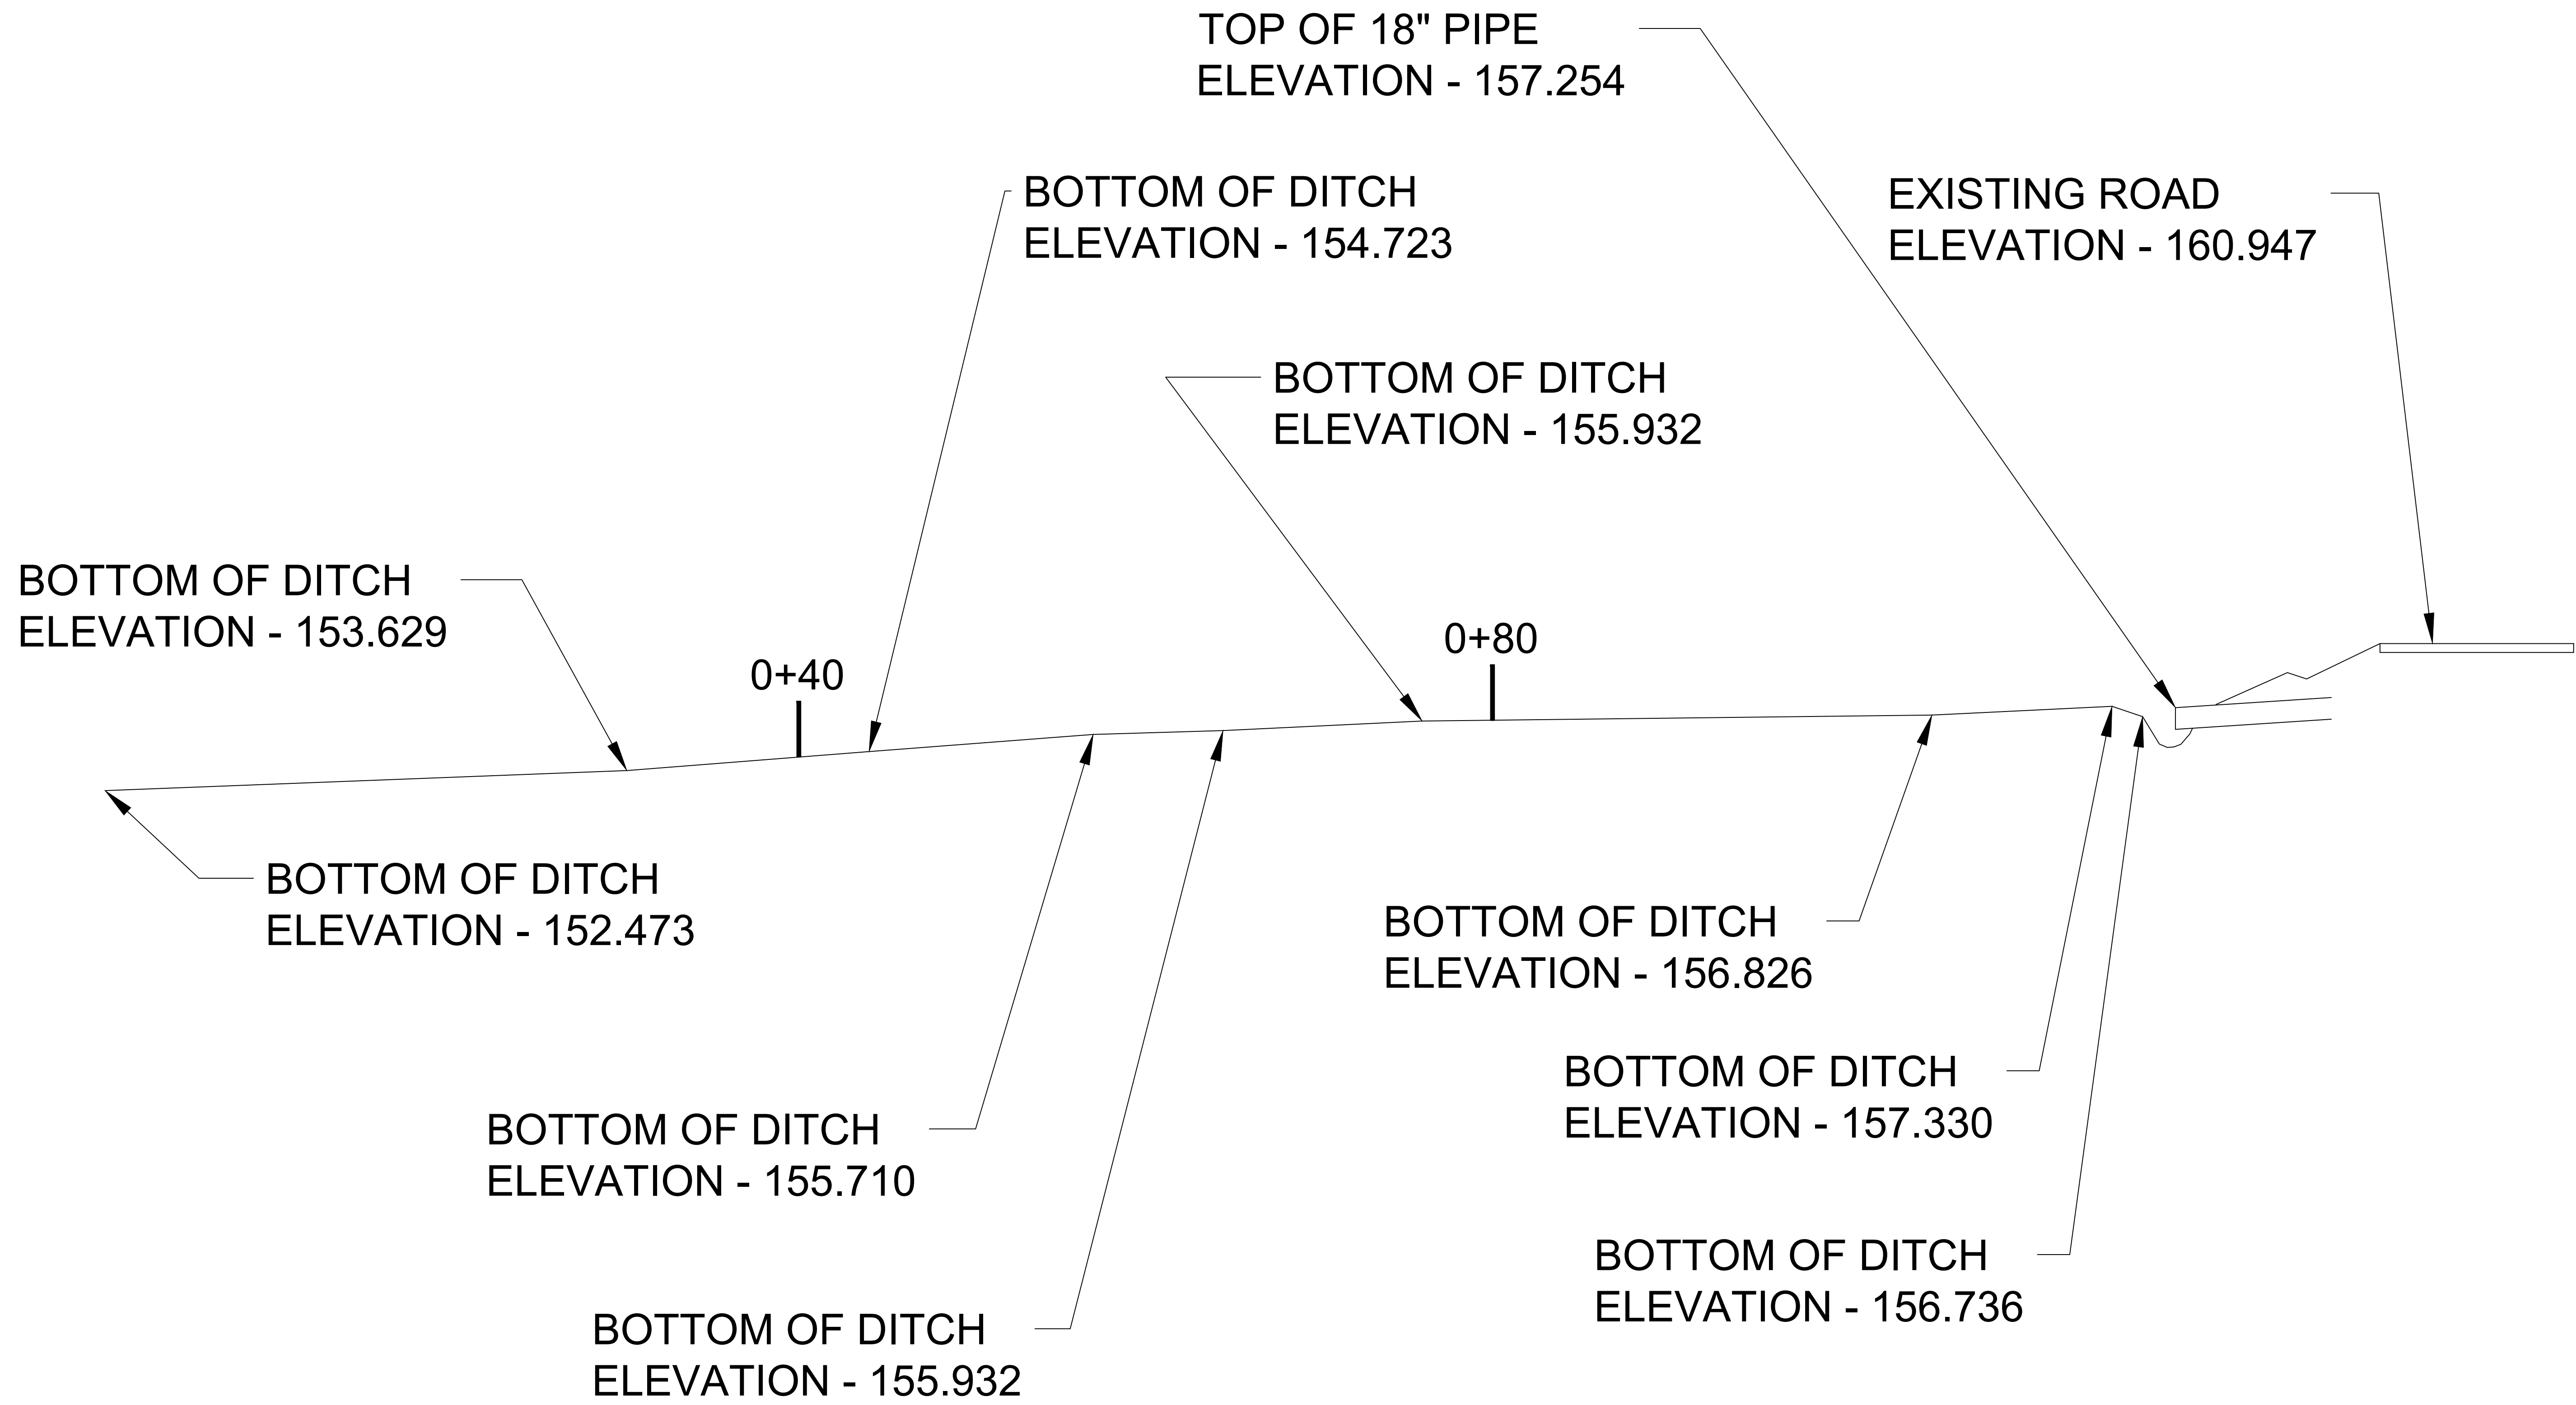 TOP OF 18" PIPE
ELEVATION - 157.254
BOTTOM OF DITCH
ELEVATION - 154.723
EXISTING ROAD
ELEVATION - 160.947
BOTTOM OF DITCH
ELEVATION - 155.932
BOTTOM OF DITCH
ELEVATION - 153.629
0+40
0+80
BOTTOM OF DITCH
ELEVATION - 152.473
BOTTOM OF DITCH
ELEVATION - 156.826
BOTTOM OF DITCH
ELEVATION - 157.330
BOTTOM OF DITCH
ELEVATION - 155.710
BOTTOM OF DITCH
ELEVATION - 156.736
BOTTOM OF DITCH
ELEVATION - 155.932